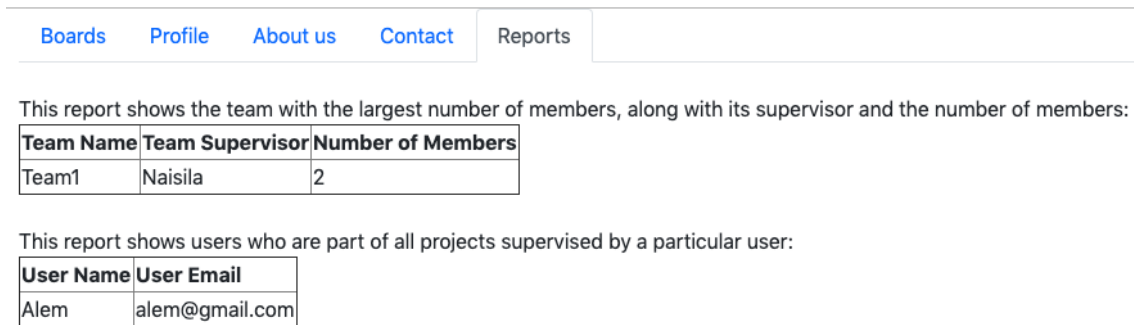 Boards Profile About us Contact Reports
This report shows the team with the largest number of members, along with its supervisor and the number of members:
Team Name Team Supervisor Number of Members
Team1 Naisila 2
This report shows users who are part of all projects supervised by a particular user:
User Name User Email
Alem alem@gmail.com